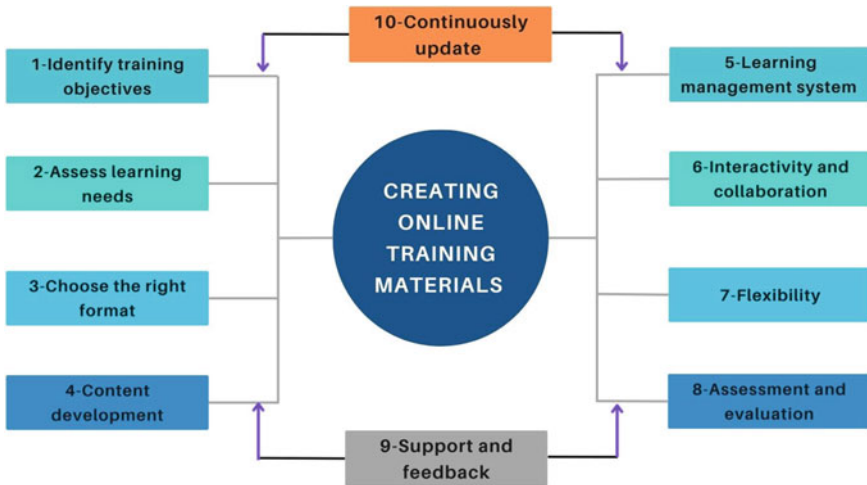 10-Continuously
update
1-Identify training
objectives
2-Assess learning
needs
3-Choose the right
format
4-Content
development
CREATING
ONLINE
TRAINING
MATERIALS
5-Learning
management system
6-Interactivity and
collaboration
7-Flexibility
8-Assessment and
evaluation
9-Support and
feedback